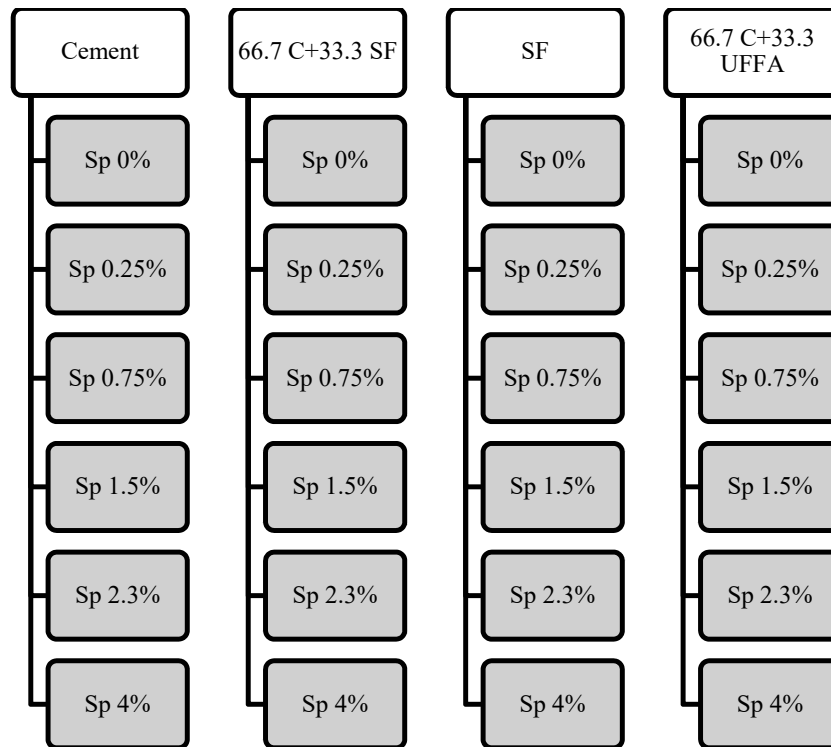 Cement
Sp 0%
Sp 0.25%
Sp 0.75%
Sp 1.5%
Sp 2.3%
Sp 4%
66.7 C+33.3 SF
Sp 0%
Sp 0.25%
Sp 0.75%
Sp 1.5%
Sp 2.3%
Sp 4%
SF
Sp 0%
Sp 0.25%
Sp 0.75%
Sp 1.5%
Sp 2.3%
Sp 4%
66.7 C+33.3
UFFA
Sp 0%
Sp 0.25%
Sp 0.75%
Sp 1.5%
Sp 2.3%
Sp 4%